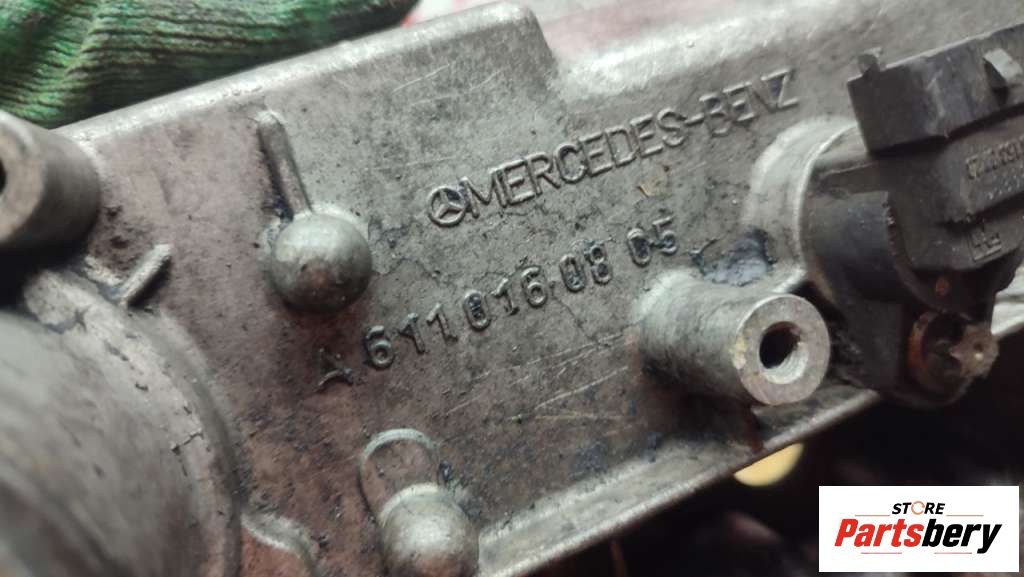 MERCEDES-BENZ
A 611 016 08 05
STORE
Partsbery